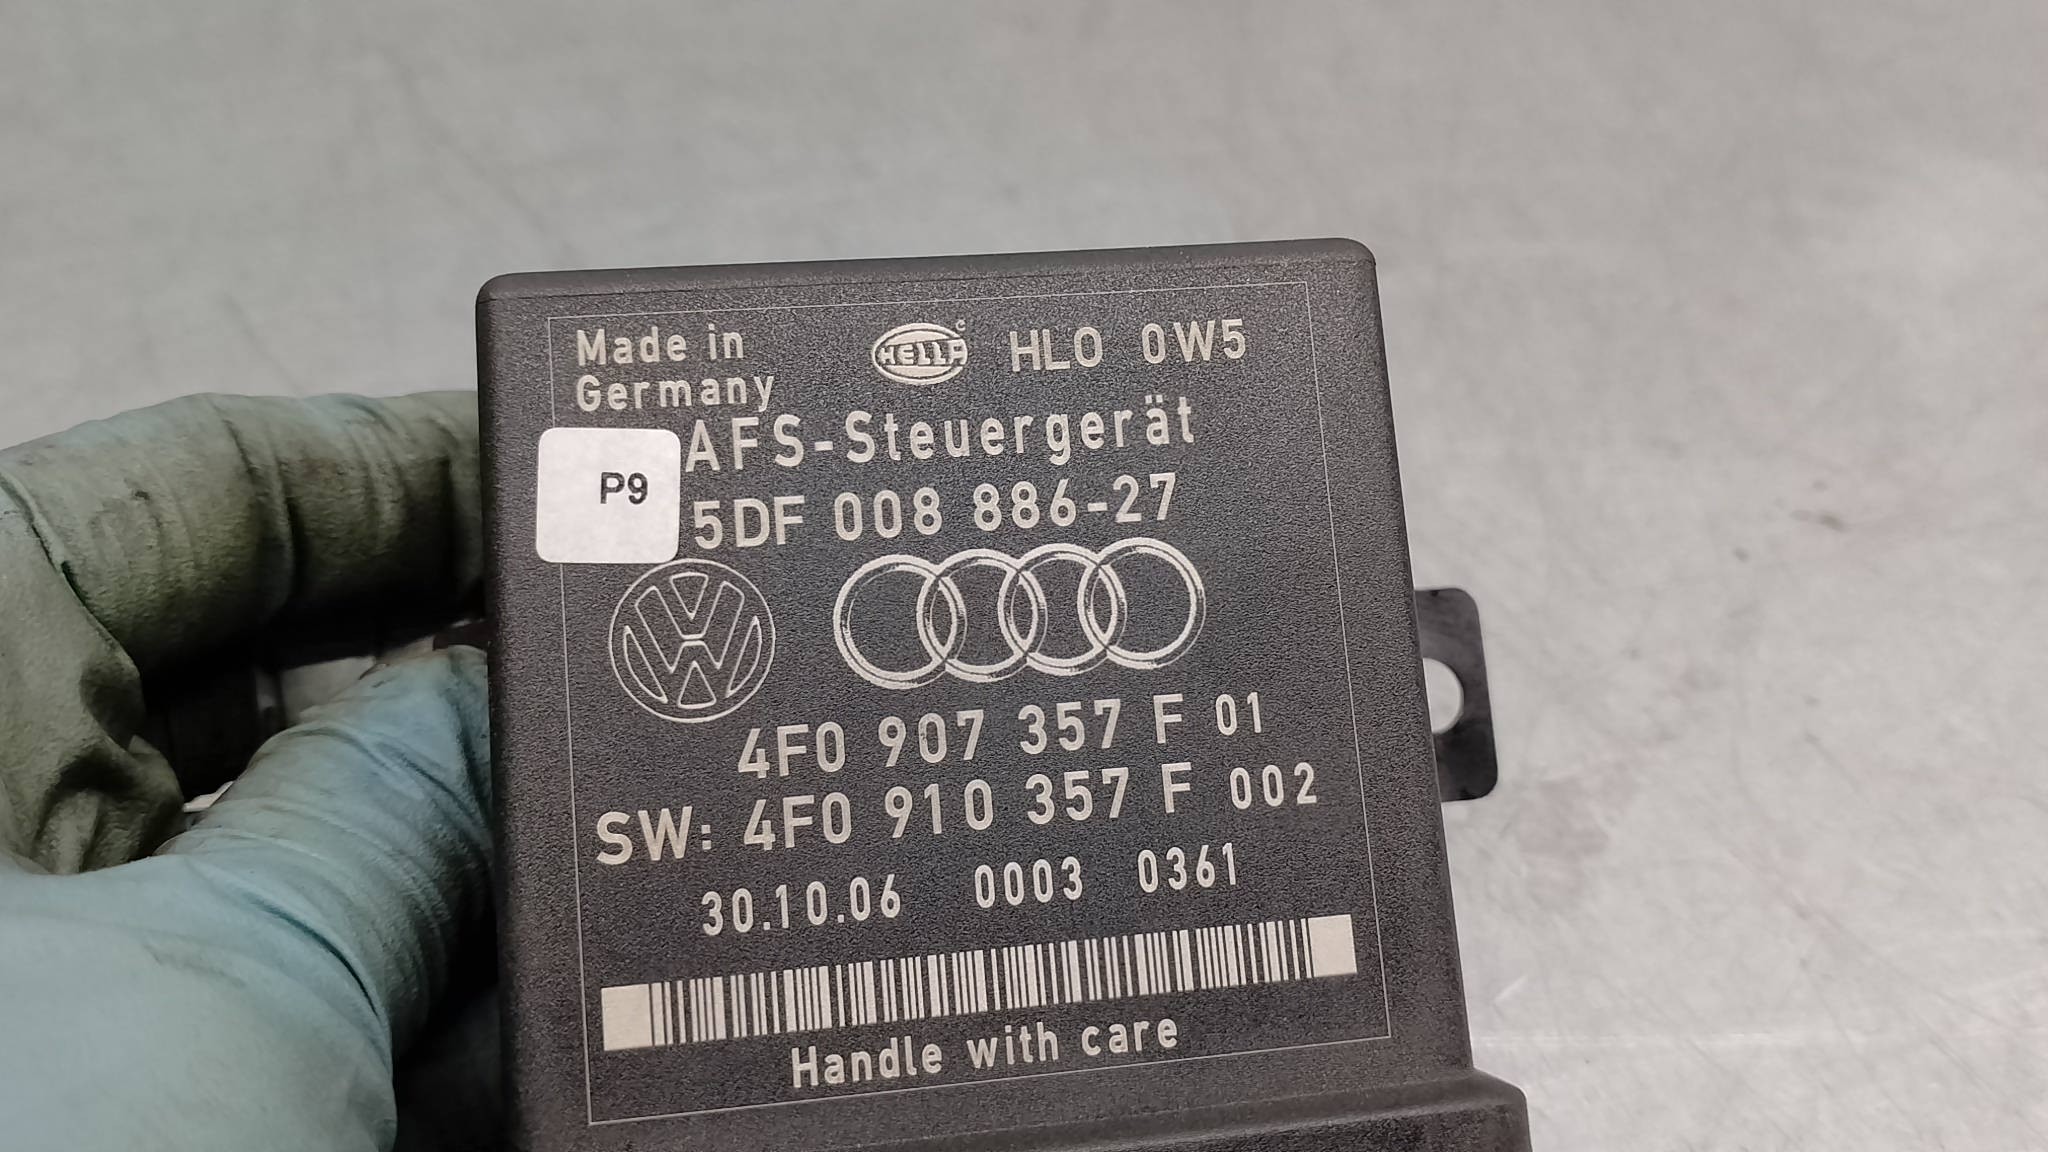 Made in
Germany
HELLA HLO 0W5
AFS-Steuergerät
P9
5DF 008 886-27
4F0 907 357 F 01
SW: 4F0 910 357 F 002
30.10.06 0003 0361
Handle with care